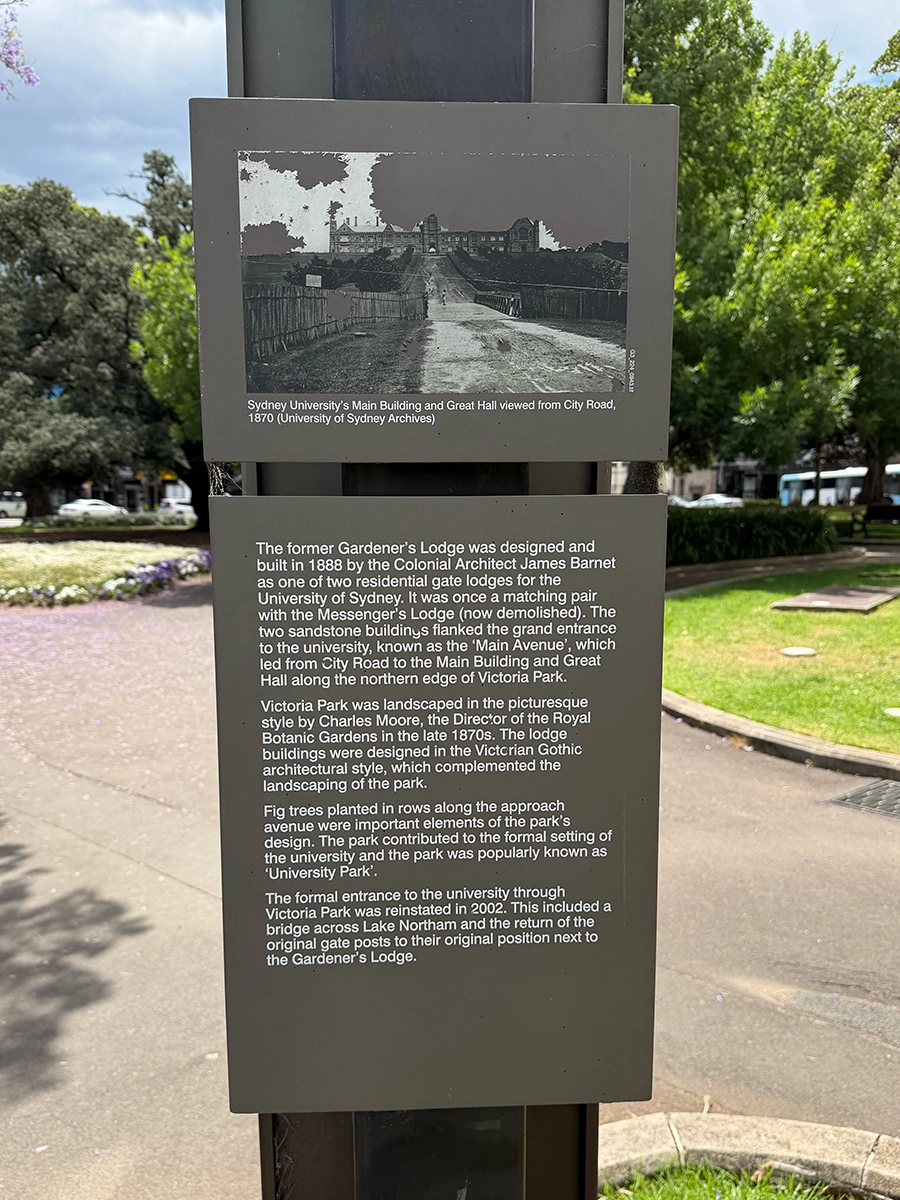 Sydney University's Main Building and Great Hall viewed from City Road,
1870 (University of Sydney Archives)
The former Gardener's Lodge was designed and
built in 1888 by the Colonial Architect James Barnet
as one of two residential gate lodges for the
University of Sydney. It was once a matching pair
with the Messenger's Lodge (now demolished). The
two sandstone buildings flanked the grand entrance
to the university, known as the 'Main Avenue', which
led from City Road to the Main Building and Great
Hall along the northern edge of Victoria Park.
Victoria Park was landscaped in the picturesque
style by Charles Moore, the Director of the Royal
Botanic Gardens in the late 1870s. The lodge
buildings were designed in the Victorian Gothic
architectural style, which complemented the
landscaping of the park.
Fig trees planted in rows along the approach
avenue were important elements of the park's
design. The park contributed to the formal setting of
the university and the park was popularly known as
'University Park'.
The formal entrance to the university through
Victoria Park was reinstated in 2002. This included a
bridge across Lake Northam and the return of the
original gate posts to their original position next to
the Gardener's Lodge.